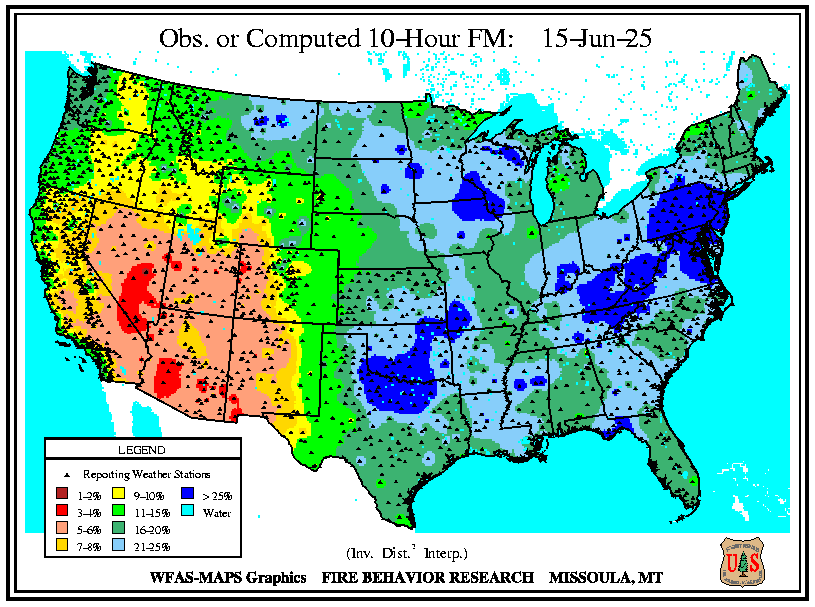 Obs. or Computed 10-Hour FM: 15-Jun-25
LEGEND
Reporting Weather Stations
1-2% 9-10% > 25%
3-4% 11-15% Water
5-6% 16-20%
7-8% 21-25%
(Inv. Dist.² Interp.)
WFAS-MAPS Graphics FIRE BEHAVIOR RESEARCH MISSOULA, MT
U S